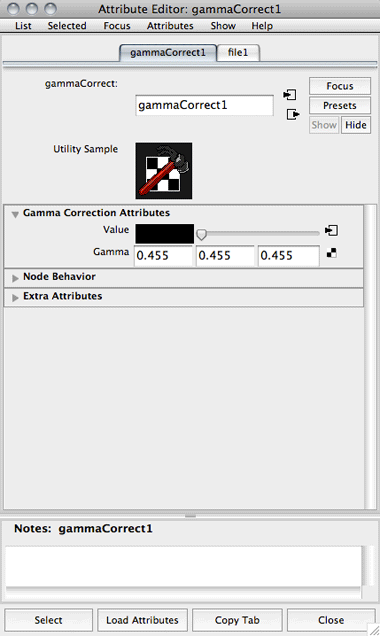 Attribute Editor: gammaCorrect1
List Selected Focus Attributes Show Help
gammaCorrect1 file1
gammaCorrect:
gammaCorrect1
Focus
Presets
Show Hide
Utility Sample
Gamma Correction Attributes
Value
Gamma 0.455 0.455 0.455
Node Behavior
Extra Attributes
Notes: gammaCorrect1
Select Load Attributes Copy Tab Close